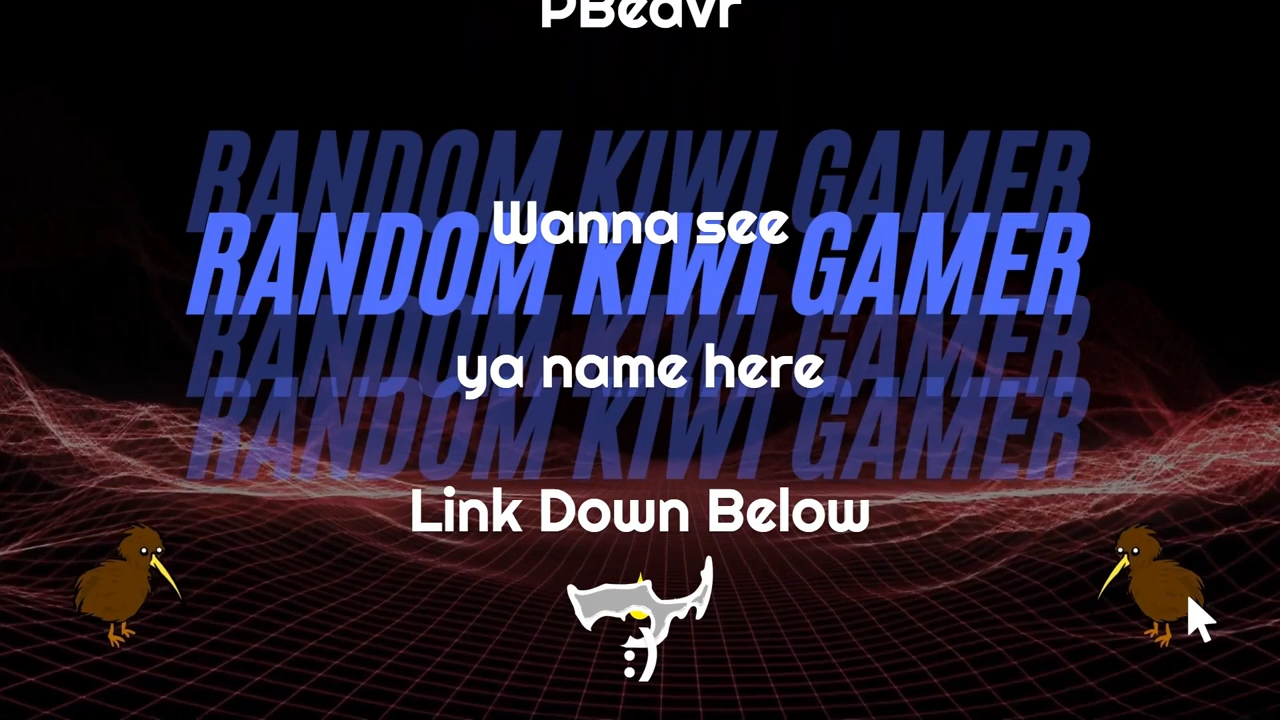 PBeavr
RANDOM KIWI GAMER
Wanna see
RANDOM KIWI GAMER
ya name here
RANDOM KIWI GAMER
RANDOM KIWI GAMER
Link Down Below